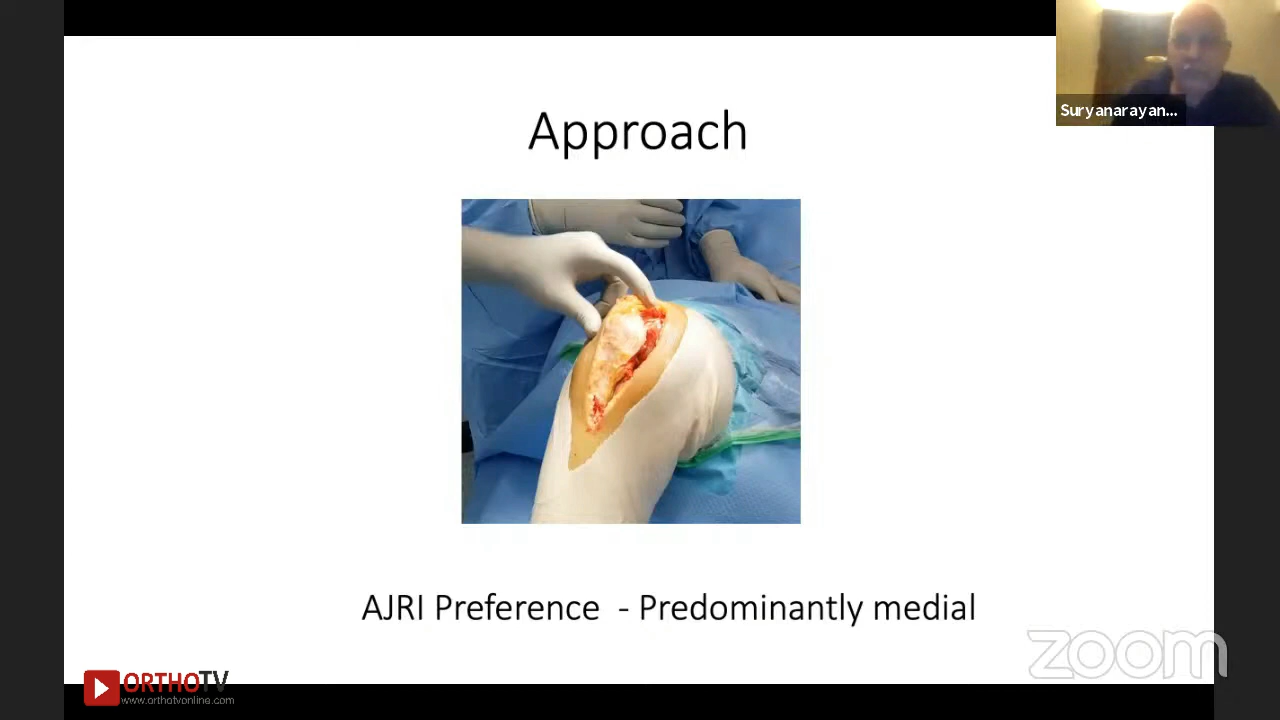 Approach
Suryanarayan...
AJRI Preference - Predominantly medial
zoom
ORTHOTV
www.orthotvonline.com